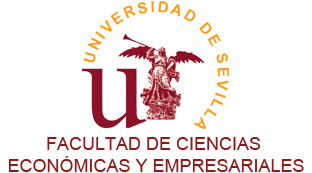 UNIVERSIDAD DE SEVILLA
u
FACULTAD DE CIENCIAS
ECONÓMICAS Y EMPRESARIALES